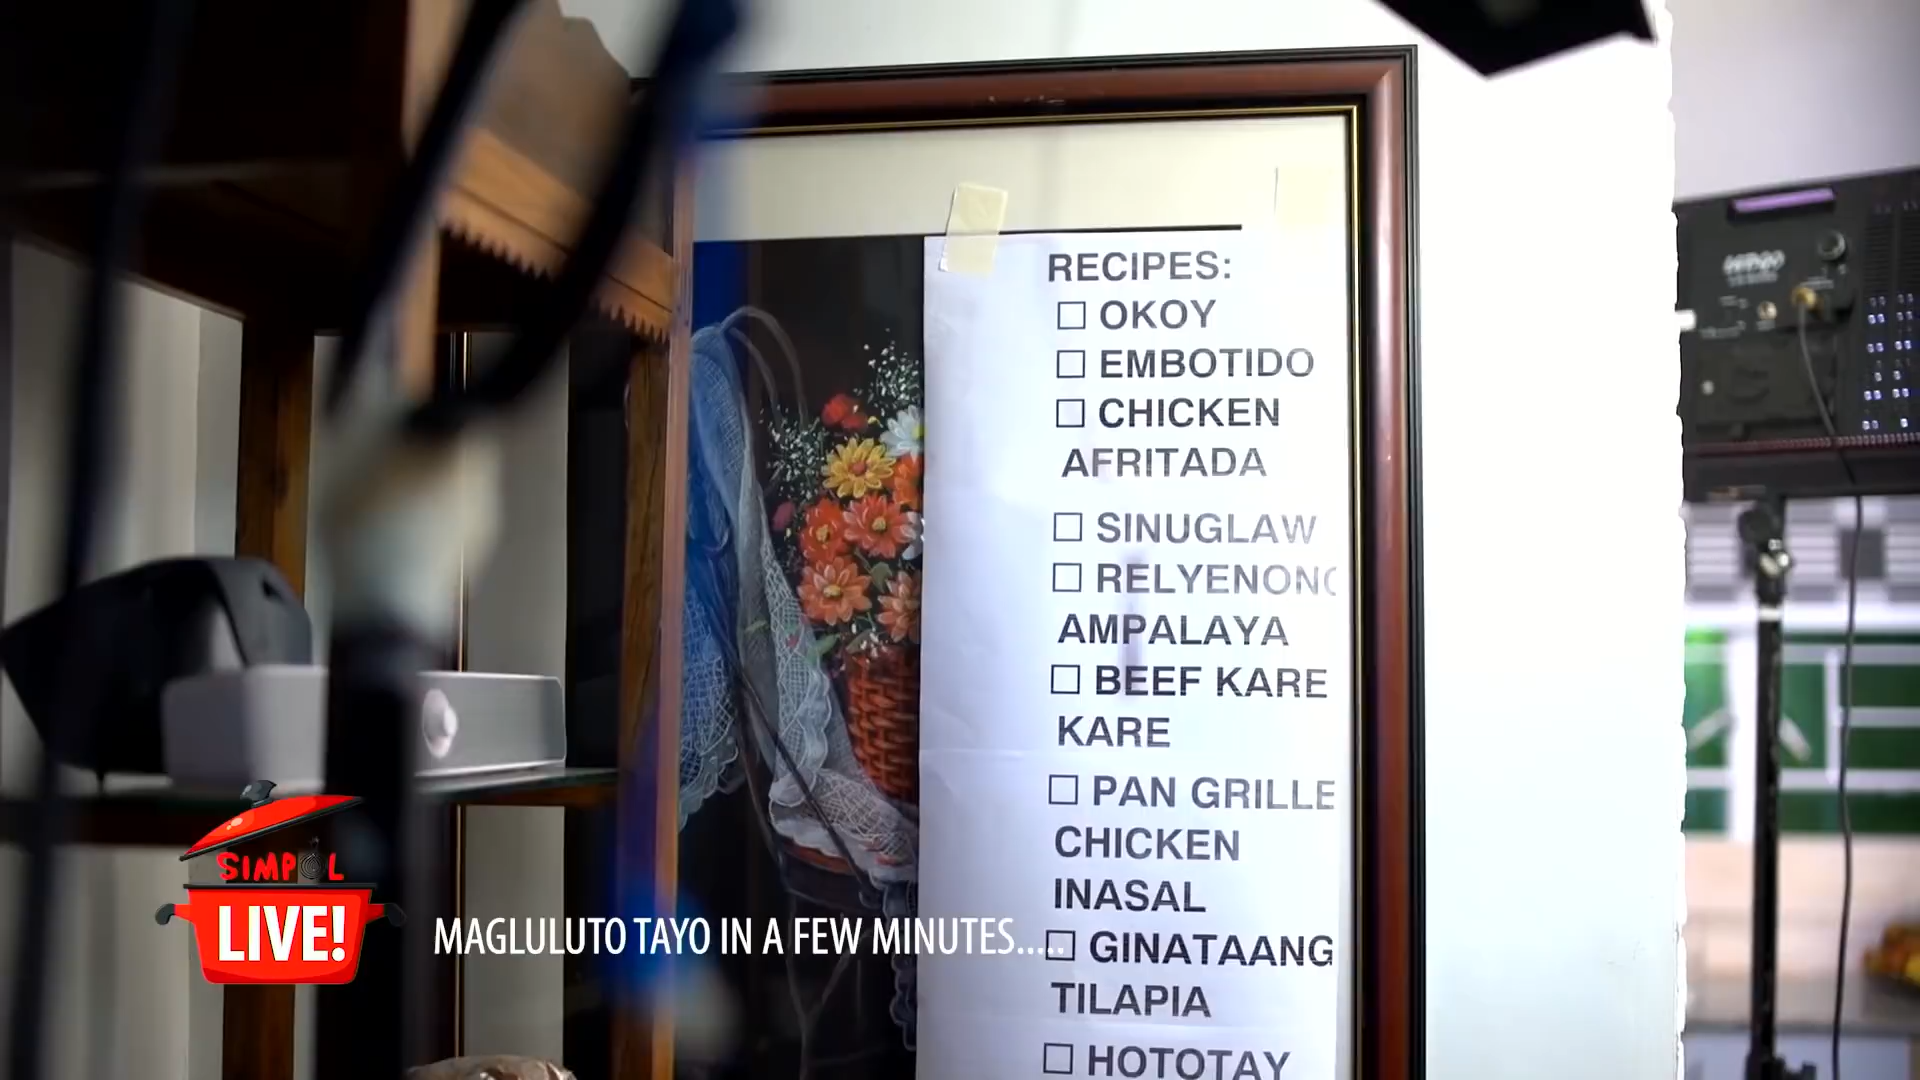 RECIPES:
☐ OKOY
☐ EMBOTIDO
☐ CHICKEN
AFRITADA
☐ SINUGLAW
☐ RELYENONG
AMPALAYA
☐ BEEF KARE
KARE
☐ PAN GRILLE
CHICKEN
INASAL
☐ GINATAANG
TILAPIA
☐ HOTOTAY
SIMPOL
LIVE!
MAGLULUTO TAYO IN A FEW MINUTES.....